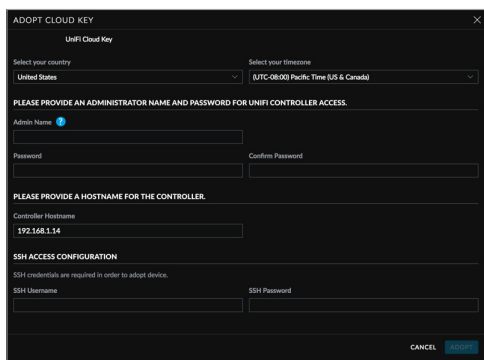 ADOPT CLOUD KEY
UniFi Cloud Key
Select your country
Select your timezone
United States
(UTC-08:00) Pacific Time (US & Canada)
PLEASE PROVIDE AN ADMINISTRATOR NAME AND PASSWORD FOR UNIFI CONTROLLER ACCESS.
Admin Name ?
Password
Confirm Password
PLEASE PROVIDE A HOSTNAME FOR THE CONTROLLER.
Controller Hostname
192.168.1.14
SSH ACCESS CONFIGURATION
SSH credentials are required in order to adopt device.
SSH Username
SSH Password
CANCEL
ADOPT